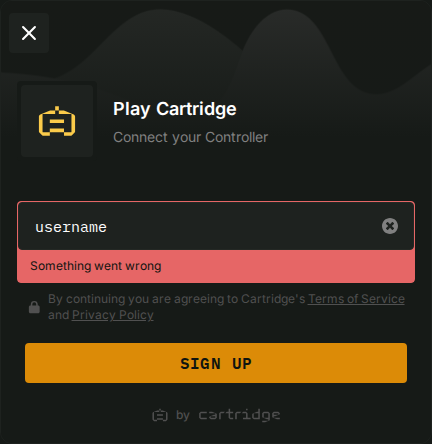 Play Cartridge
Connect your Controller
username
Something went wrong
By continuing you are agreeing to Cartridge's Terms of Service
and Privacy Policy
SIGN UP
by cartridge